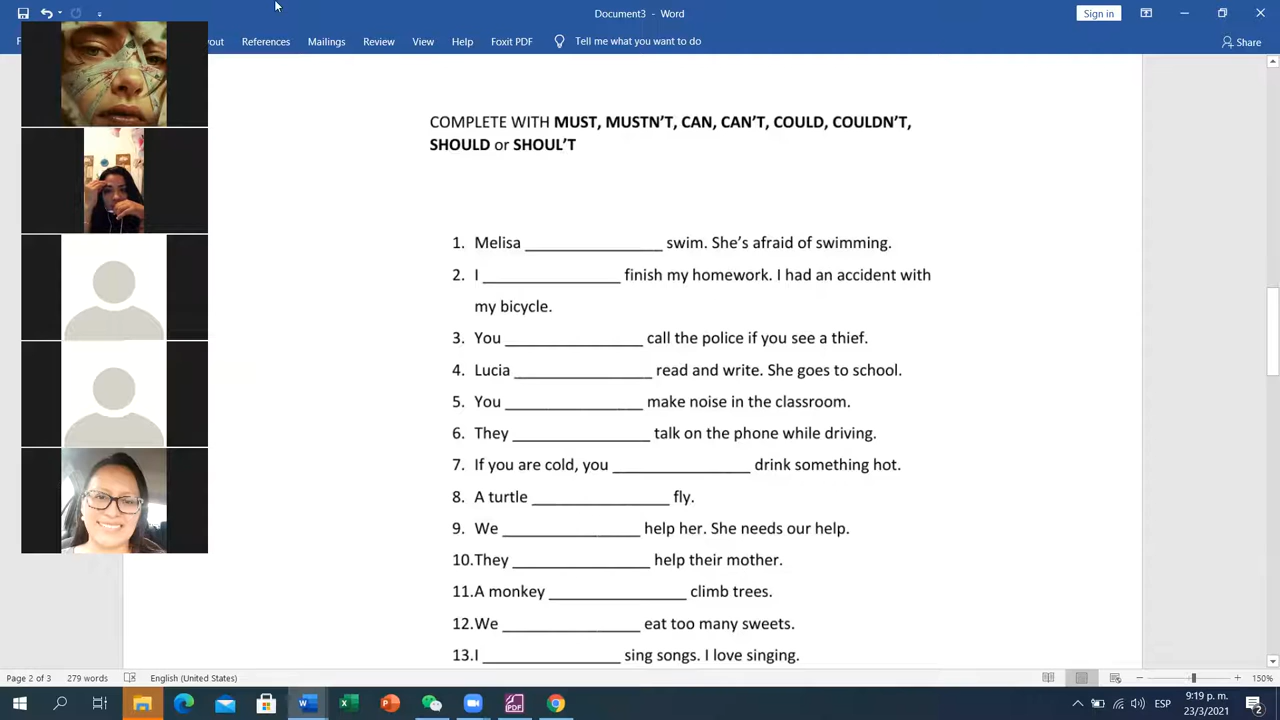 Document3 - Word
Sign in
out References Mailings Review View Help Foxit PDF Tell me what you want to do Share
COMPLETE WITH MUST, MUSTN'T, CAN, CAN'T, COULD, COULDN'T,
SHOULD or SHOUL'T
1. Melisa ________________ swim. She's afraid of swimming.
2. I ________________ finish my homework. I had an accident with
my bicycle.
3. You ________________ call the police if you see a thief.
4. Lucia ________________ read and write. She goes to school.
5. You ________________ make noise in the classroom.
6. They ________________ talk on the phone while driving.
7. If you are cold, you ________________ drink something hot.
8. A turtle ________________ fly.
9. We ________________ help her. She needs our help.
10.They ________________ help their mother.
11.A monkey ________________ climb trees.
12.We ________________ eat too many sweets.
13.I ________________ sing songs. I love singing.
Page 2 of 3 279 words English (United States) 150%
ESP 9:19 p. m.
23/3/2021